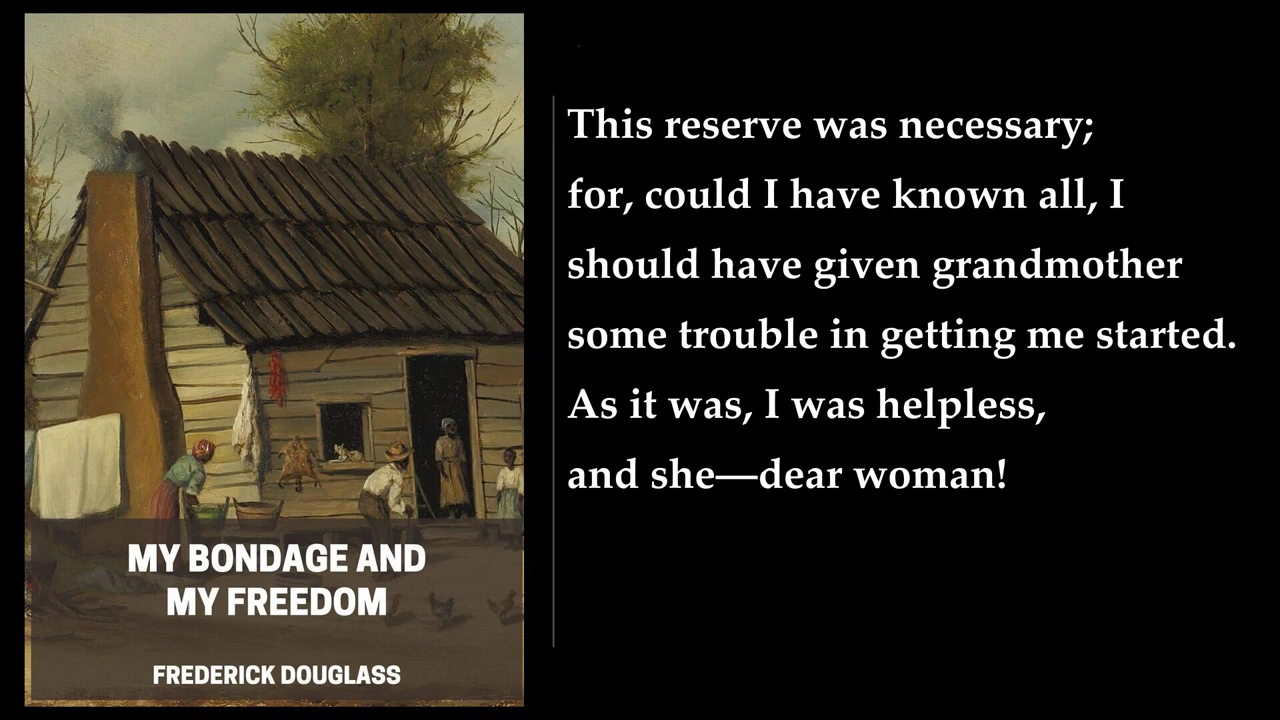 MY BONDAGE AND
MY FREEDOM
FREDERICK DOUGLASS
This reserve was necessary;
for, could I have known all, I
should have given grandmother
some trouble in getting me started.
As it was, I was helpless,
and she—dear woman!